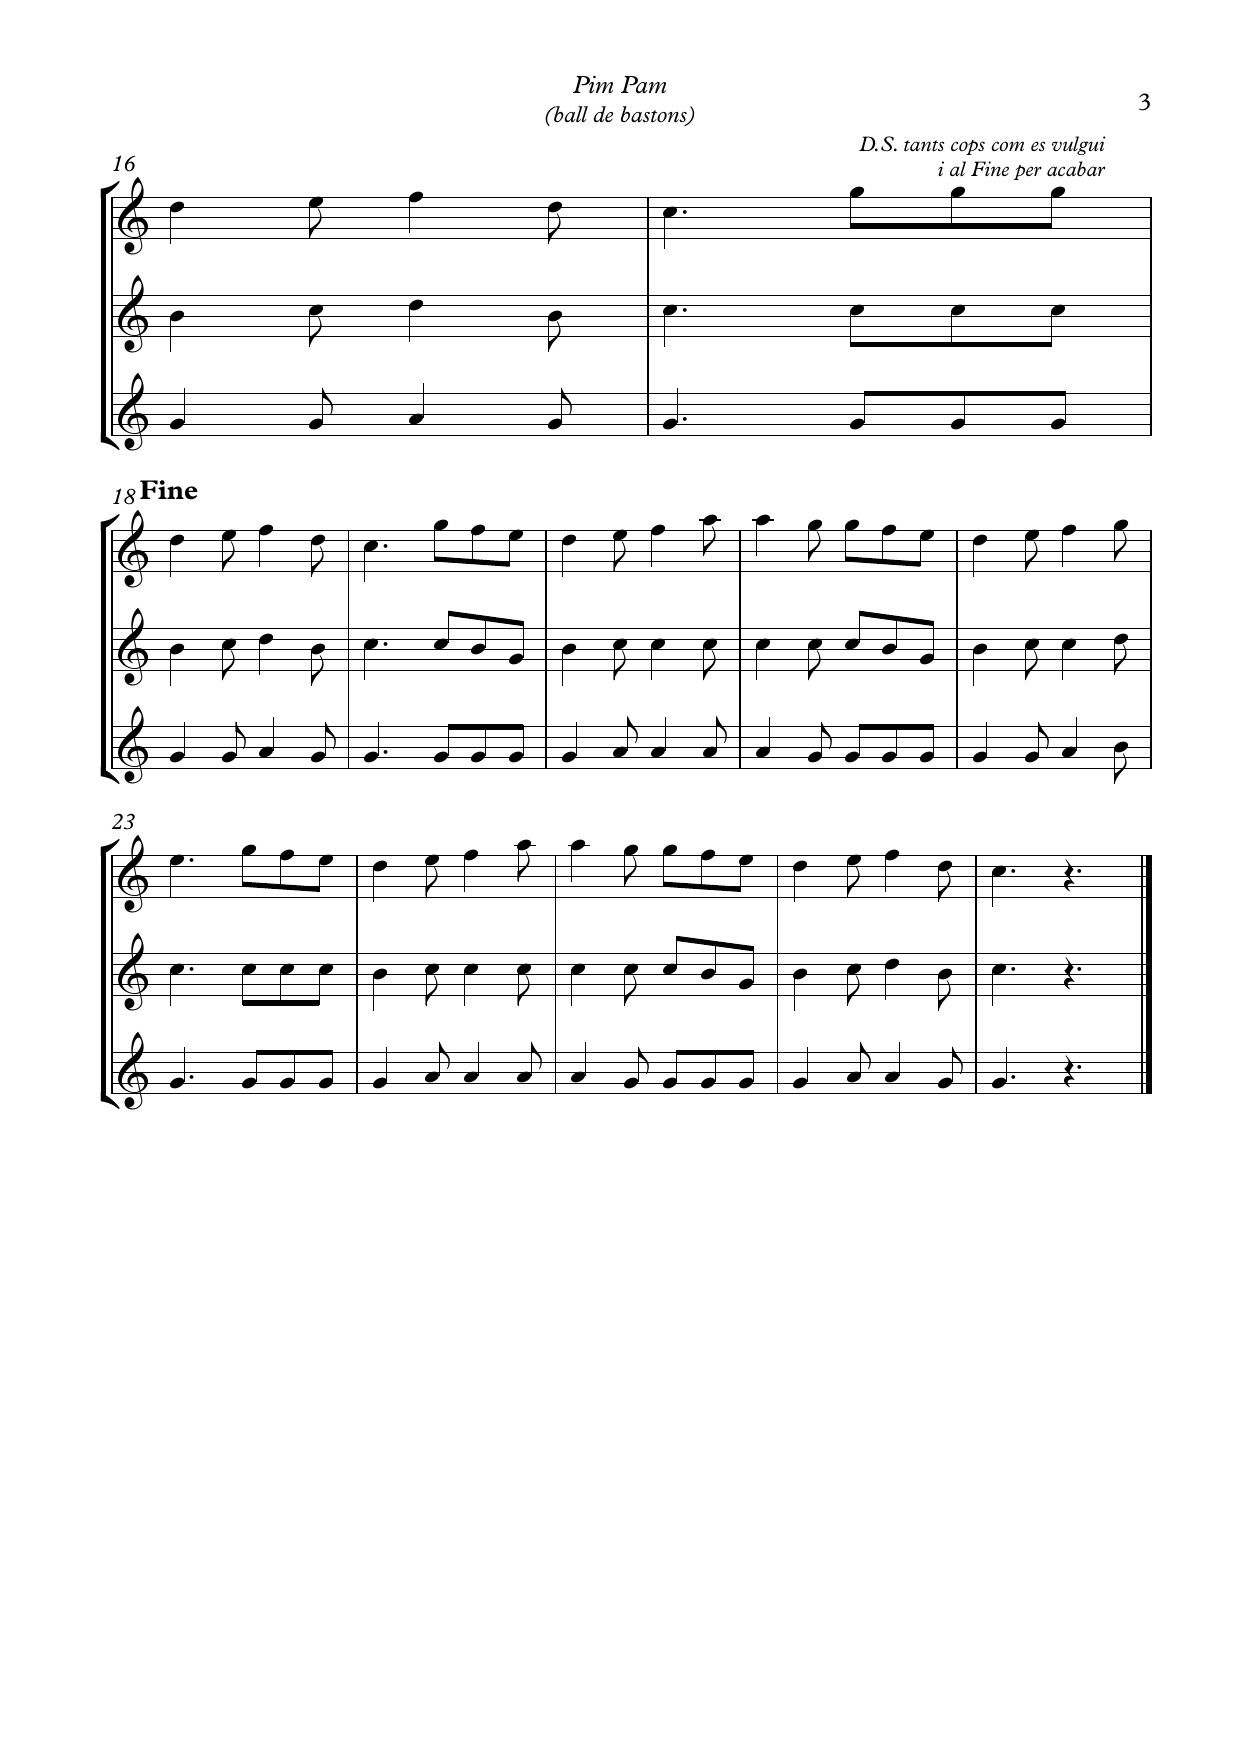 Pim Pam
(ball de bastons)
3
D.S. tants cops com es vulgui
i al Fine per acabar
16
18 Fine
23